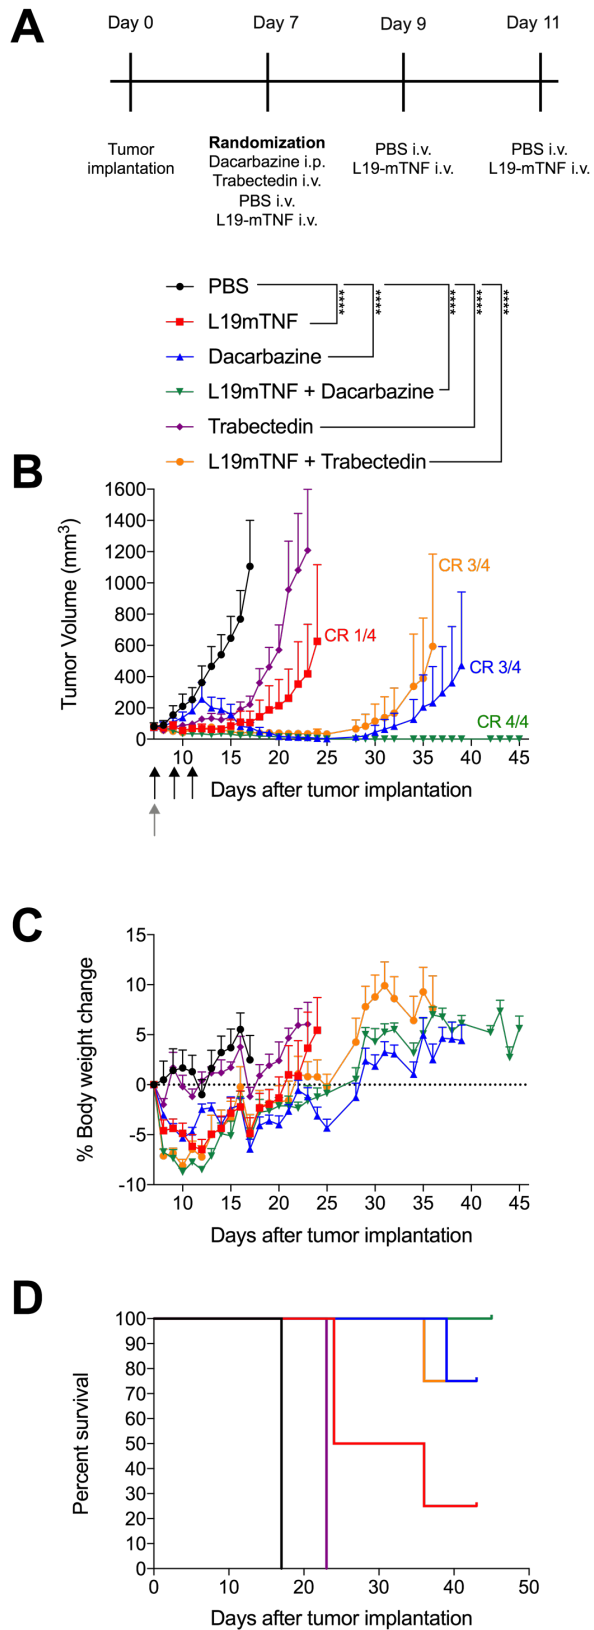 A
Day 0 Day 7 Day 9 Day 11
Tumor
implantation
Randomization
Dacarbazine i.p.
Trabectedin i.v.
PBS i.v.
L19-mTNF i.v.
PBS i.v.
L19-mTNF i.v.
PBS i.v.
L19-mTNF i.v.
PBS
L19mTNF
Dacarbazine
L19mTNF + Dacarbazine
Trabectedin
L19mTNF + Trabectedin
**** **** **** **** ****
B
Tumor Volume (mm³)
1600
1400
1200
1000
800
600
400
200
0
CR 3/4
CR 1/4
CR 3/4
CR 4/4
10 15 20 25 30 35 40 45
Days after tumor implantation
C
% Body weight change
15
10
5
0
-5
-10
10 15 20 25 30 35 40 45
Days after tumor implantation
D
Percent survival
100
90
80
70
60
50
40
30
20
10
0
0 10 20 30 40 50
Days after tumor implantation